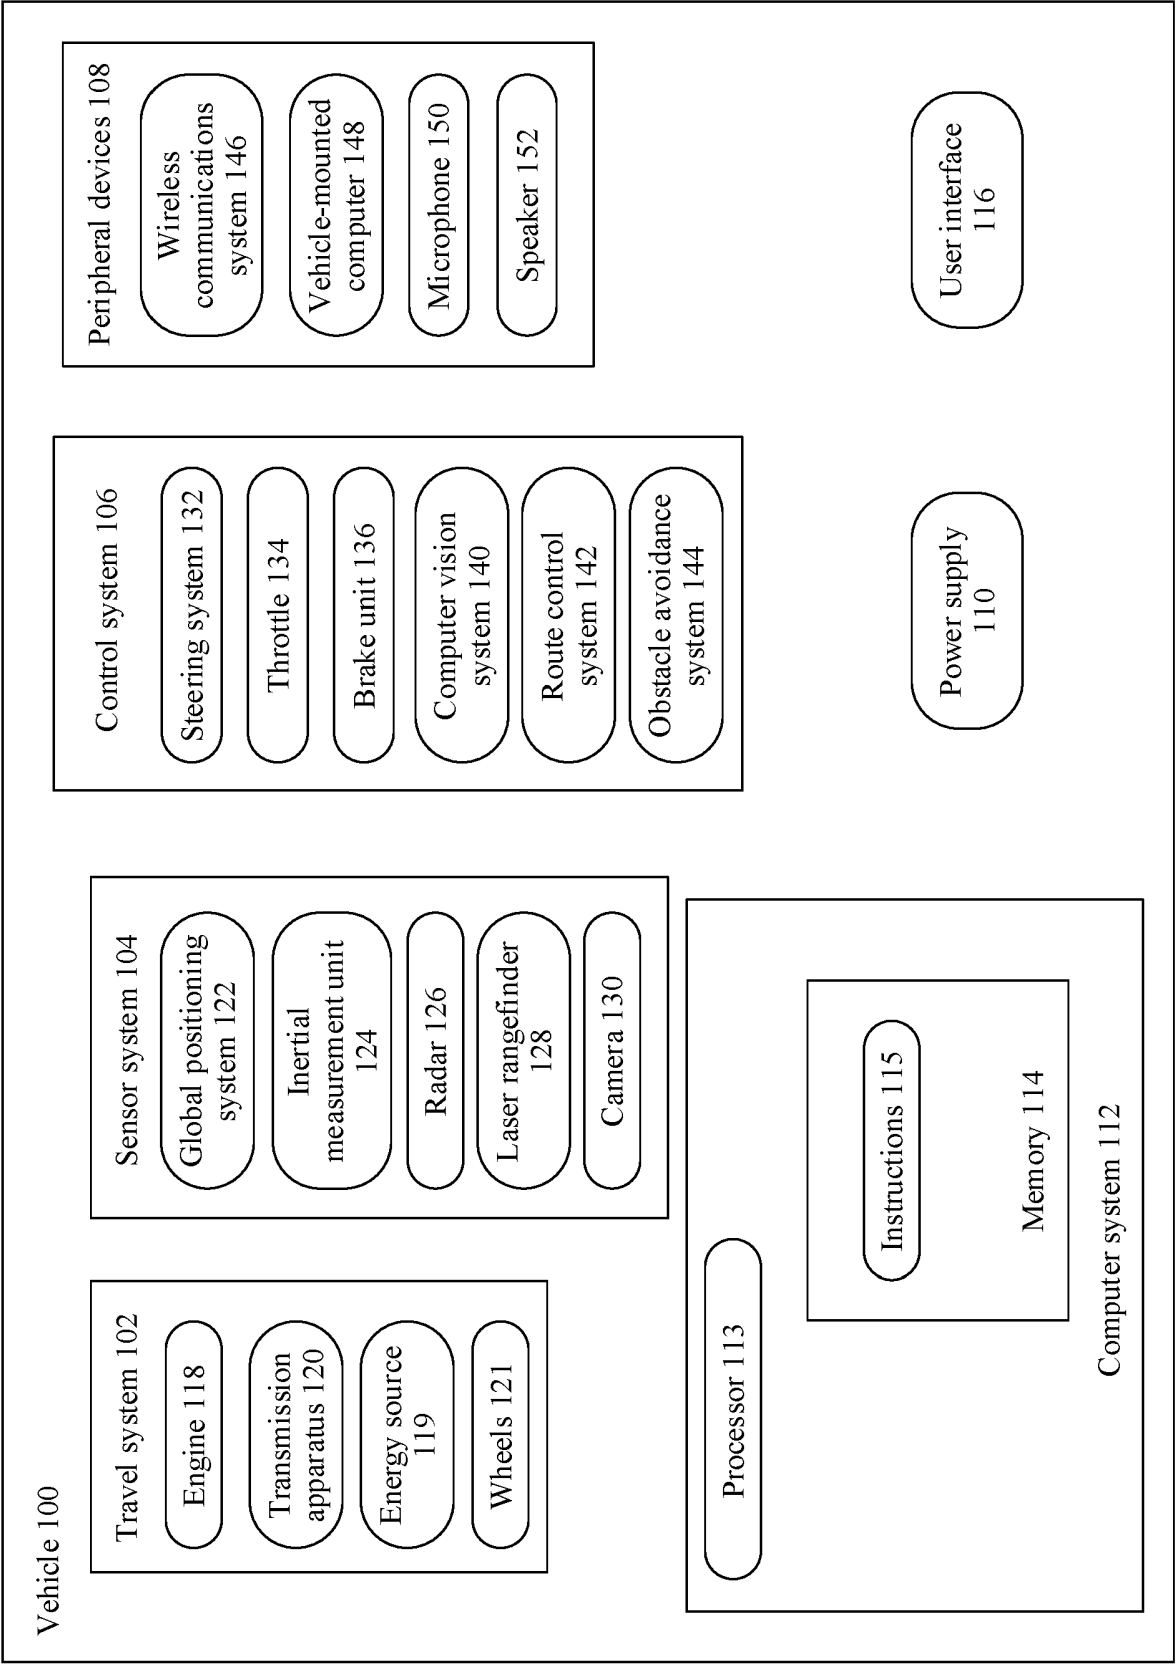 Vehicle 100
Travel system 102
Engine 118
Transmission
apparatus 120
Energy source
119
Wheels 121
Sensor system 104
Global positioning
system 122
Inertial
measurement unit
124
Radar 126
Laser rangefinder
128
Camera 130
Control system 106
Steering system 132
Throttle 134
Brake unit 136
Computer vision
system 140
Route control
system 142
Obstacle avoidance
system 144
Peripheral devices 108
Wireless
communications
system 146
Vehicle-mounted
computer 148
Microphone 150
Speaker 152
Processor 113
Instructions 115
Memory 114
Computer system 112
Power supply
110
User interface
116